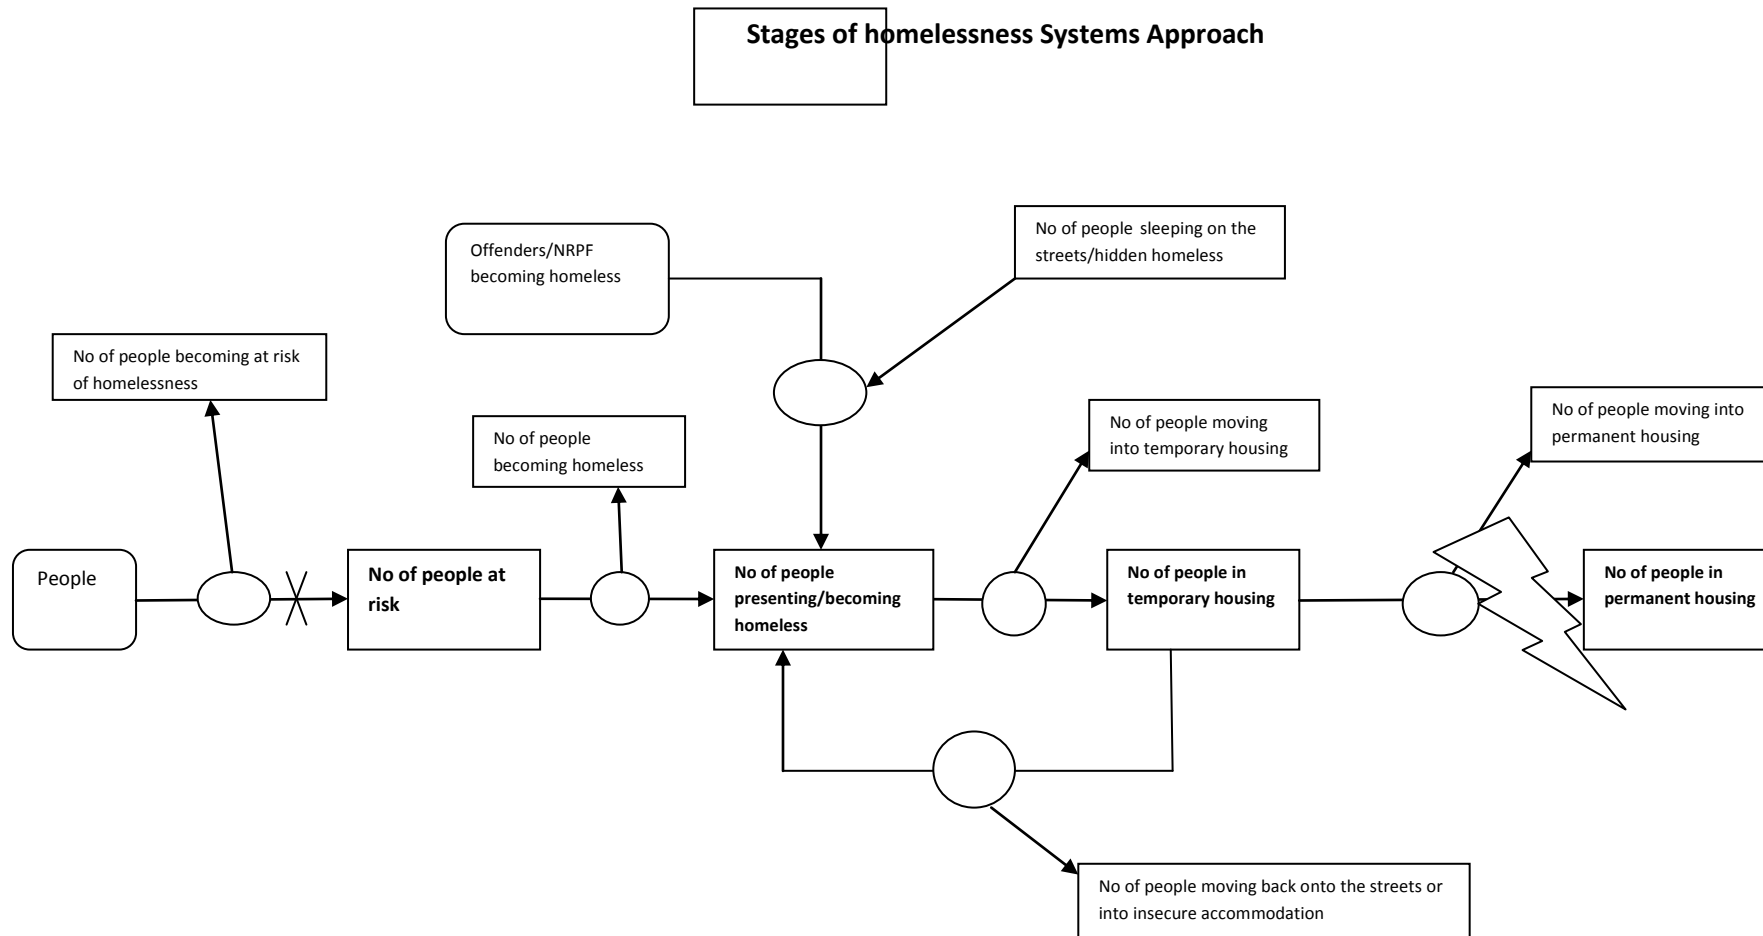 Stages of homelessness Systems Approach
No of people sleeping on the
streets/hidden homeless
Offenders/NRPF
becoming homeless
No of people becoming at risk
of homelessness
No of people
becoming homeless
No of people moving
into temporary housing
No of people moving into
permanent housing
People
No of people at
risk
No of people
presenting/becoming
homeless
No of people in
temporary housing
No of people in
permanent housing
No of people moving back onto the streets or
into insecure accommodation